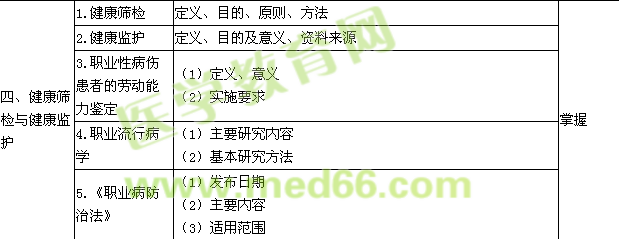 四、健康筛
检与健康监
护
1.健康筛检
定义、目的、原则、方法
2.健康监护
定义、目的及意义、资料来源
3.职业性病伤
患者的劳动能
力鉴定
（1）定义、意义
（2）实施要求
4.职业流行病
学
（1）主要研究内容
（2）基本研究方法
5.《职业病防
治法》
（1）发布日期
（2）主要内容
（3）适用范围
掌握
医学教育网
www.med66.com